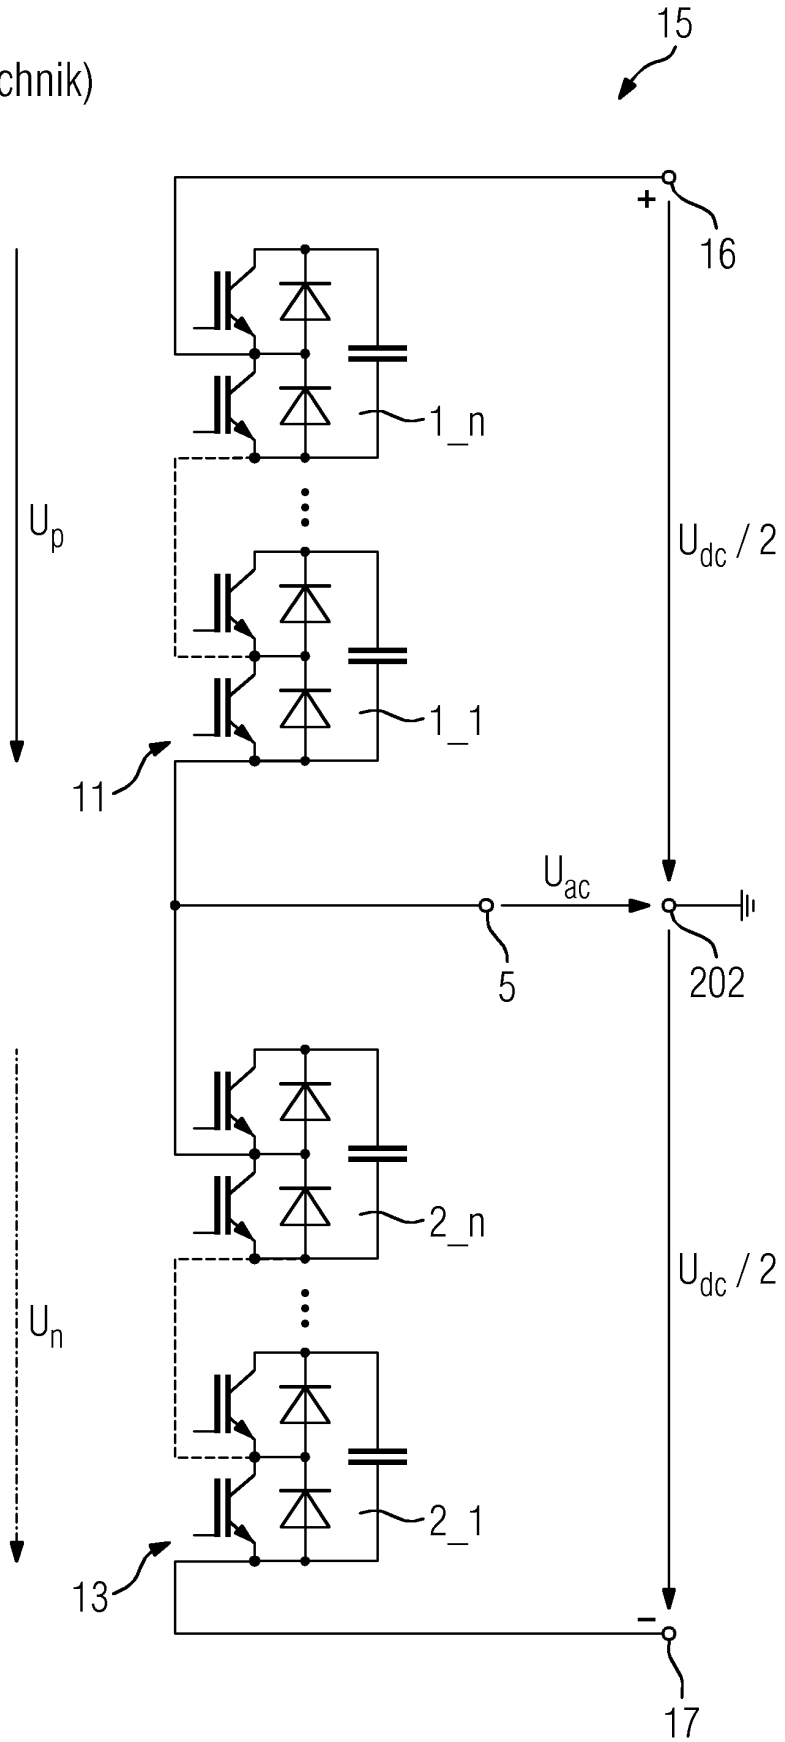 15
chnik)
+
16
1_n
U_p
U_dc / 2
1_1
11
U_ac
5
202
2_n
U_dc / 2
U_n
2_1
13
−
17